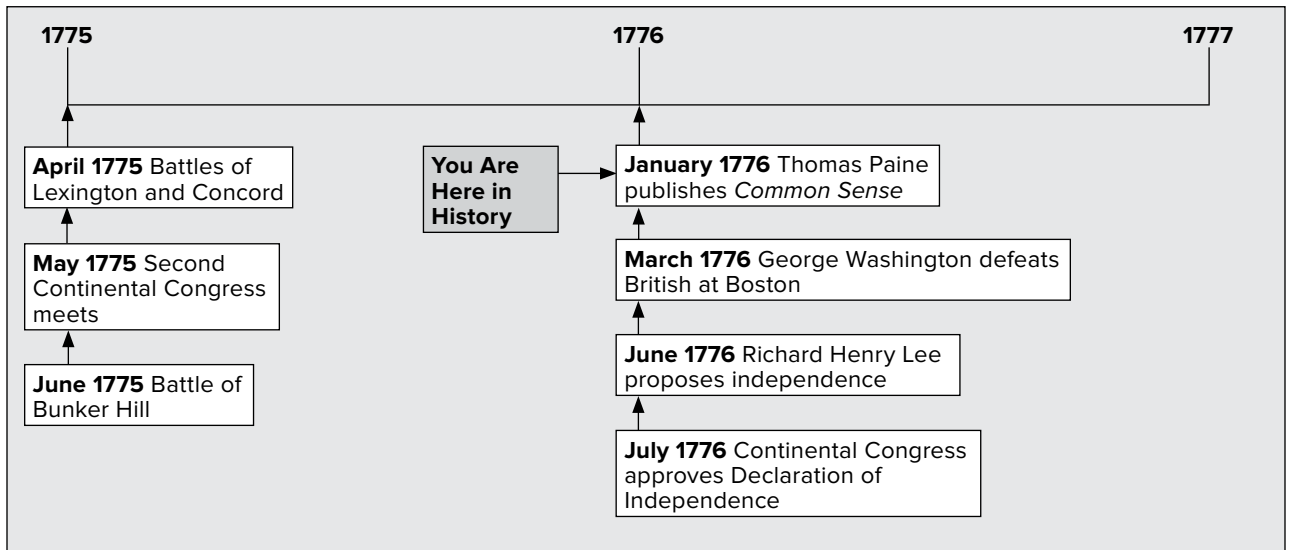 1775
1776
1777
April 1775 Battles of
Lexington and Concord
May 1775 Second
Continental Congress
meets
June 1775 Battle of
Bunker Hill
You Are
Here in
History
January 1776 Thomas Paine
publishes Common Sense
March 1776 George Washington defeats
British at Boston
June 1776 Richard Henry Lee
proposes independence
July 1776 Continental Congress
approves Declaration of
Independence